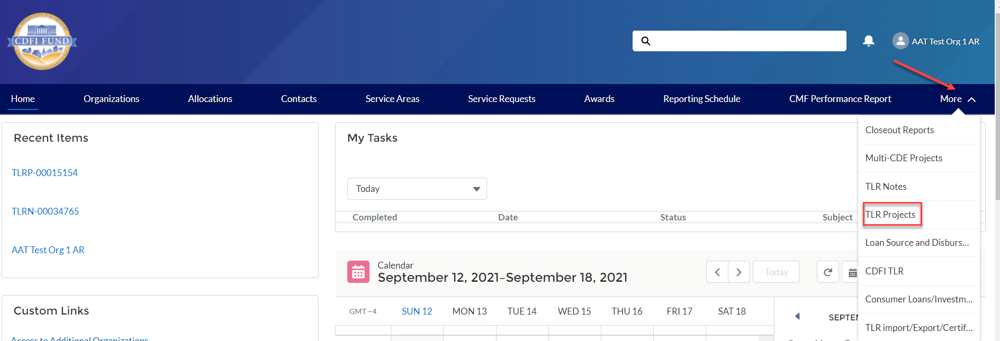 CDFI FUND
AAT Test Org 1 AR
Home
Organizations
Allocations
Contacts
Service Areas
Service Requests
Awards
Reporting Schedule
CMF Performance Report
More
Closeout Reports
Multi-CDE Projects
TLR Notes
TLR Projects
Loan Source and Disburs...
CDFI TLR
Consumer Loans/Investm...
TLR import/Export/Certif...
Recent Items
TLRP-00015154
TLRN-00034765
AAT Test Org 1 AR
Custom Links
Access to Additional Organizations
My Tasks
Today
Completed Date Status Subject
Calendar
September 12, 2021–September 18, 2021
Today
GMT −4 SUN 12 MON 13 TUE 14 WED 15 THU 16 FRI 17 SAT 18
SEPTE